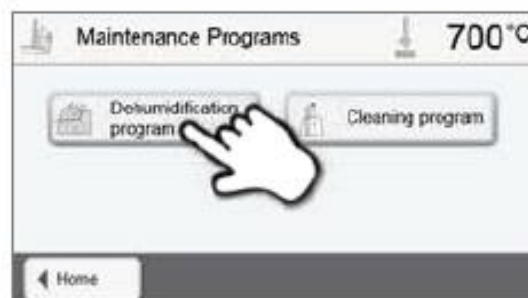 Maintenance Programs
700°C
Dehumidification
program
Cleaning program
Home